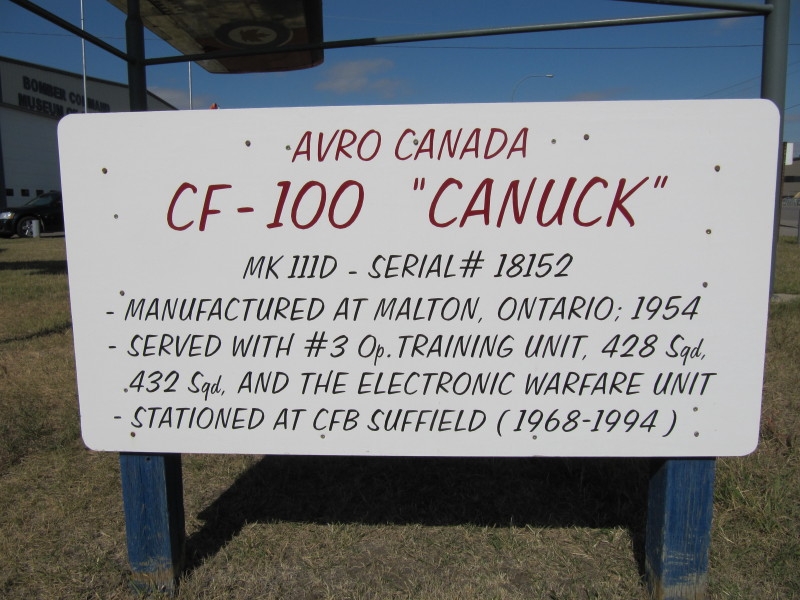 BOMBER COMMAND
MUSEUM OF
AVRO CANADA
CF-100 "CANUCK"
MK 111D - SERIAL# 18152
- MANUFACTURED AT MALTON, ONTARIO; 1954
- SERVED WITH #3 Op. TRAINING UNIT, 428 Sqd,
432 Sqd, AND THE ELECTRONIC WARFARE UNIT
- STATIONED AT CFB SUFFIELD (1968-1994)